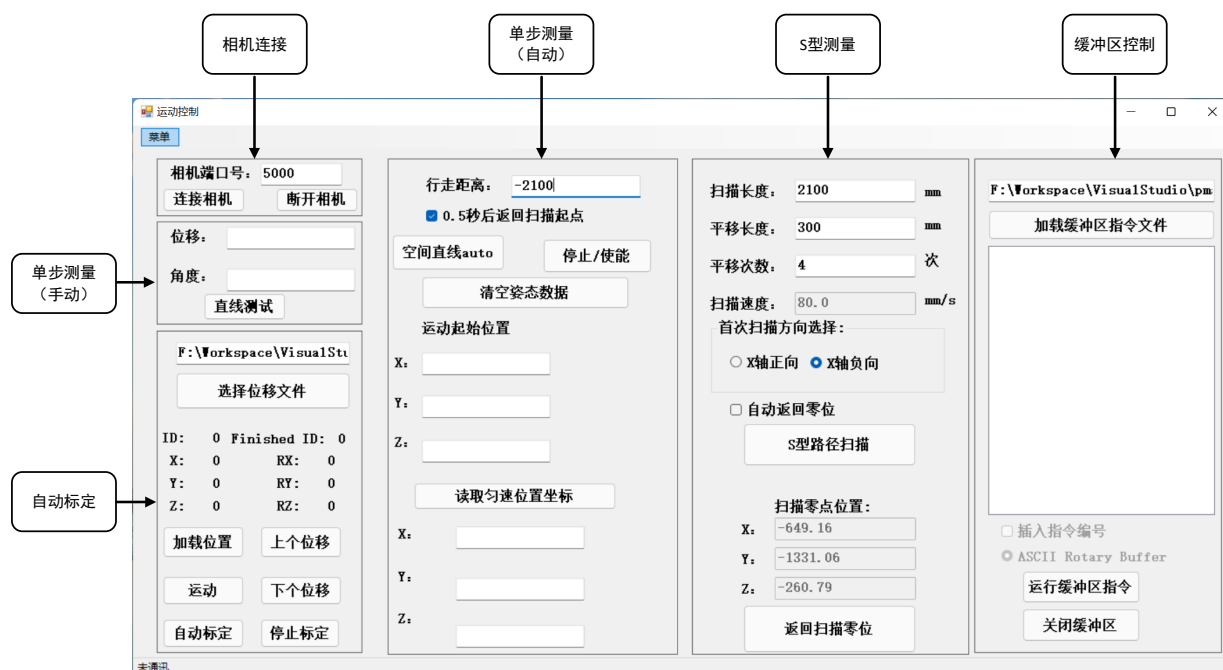 相机连接
单步测量
（自动）
S型测量
缓冲区控制
运动控制
菜单
相机端口号: 5000
连接相机 断开相机
单步测量
（手动）
位移:
角度:
直线测试
F:\Workspace\VisualStu
选择位移文件
ID: 0 Finished ID: 0
X: 0 RX: 0
Y: 0 RY: 0
Z: 0 RZ: 0
自动标定
加载位置 上个位移
运动 下个位移
自动标定 停止标定
行走距离: -2100
0.5秒后返回扫描起点
空间直线auto 停止/使能
清空姿态数据
运动起始位置
X:
Y:
Z:
读取匀速位置坐标
X:
Y:
Z:
扫描长度: 2100 mm
平移长度: 300 mm
平移次数: 4 次
扫描速度: 80.0 mm/s
首次扫描方向选择:
X轴正向 X轴负向
自动返回零位
S型路径扫描
扫描零点位置:
X: -649.16
Y: -1331.06
Z: -260.79
返回扫描零位
F:\Workspace\VisualStudio\pm
加载缓冲区指令文件
插入指令编号
ASCII Rotary Buffer
运行缓冲区指令
关闭缓冲区
未通讯